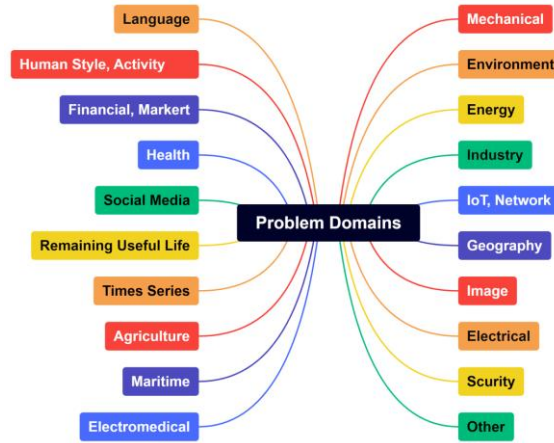 Language
Human Style, Activity
Financial, Markert
Health
Social Media
Remaining Useful Life
Times Series
Agriculture
Maritime
Electromedical
Problem Domains
Mechanical
Environment
Energy
Industry
IoT, Network
Geography
Image
Electrical
Scurity
Other